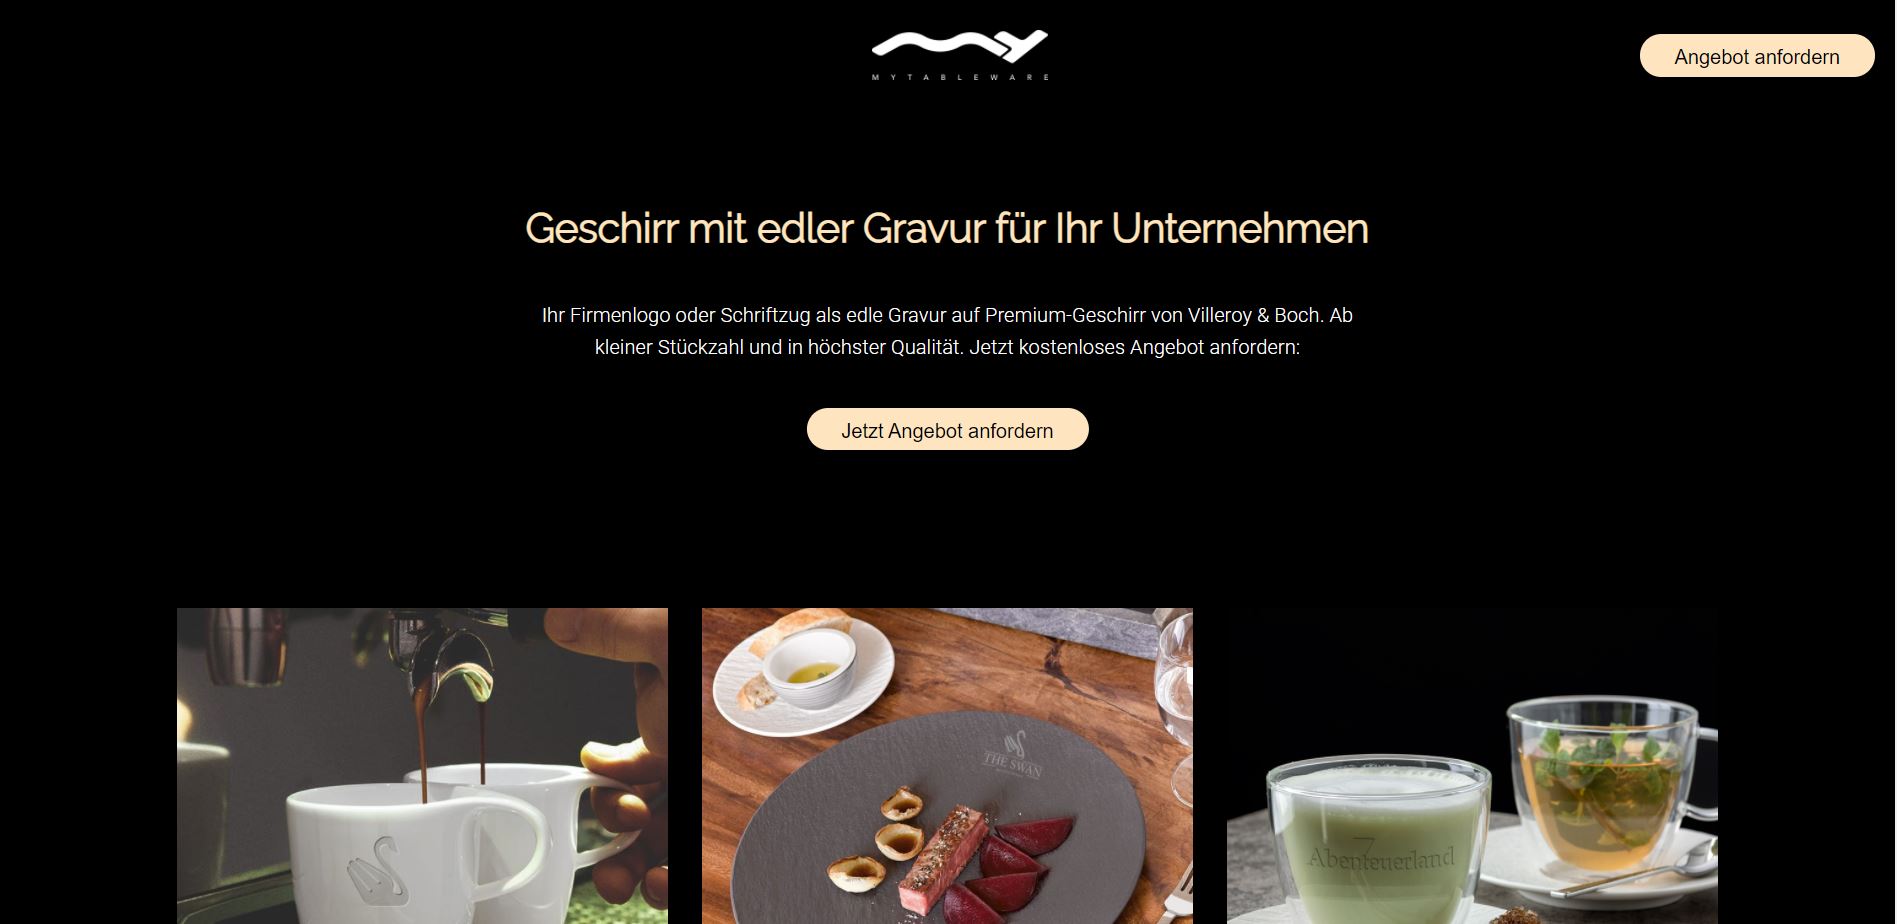 MYTABLEWARE
Angebot anfordern
Geschirr mit edler Gravur für Ihr Unternehmen
Ihr Firmenlogo oder Schriftzug als edle Gravur auf Premium-Geschirr von Villeroy & Boch. Ab
kleiner Stückzahl und in höchster Qualität. Jetzt kostenloses Angebot anfordern:
Jetzt Angebot anfordern
THE SWAN
Abenteuerland